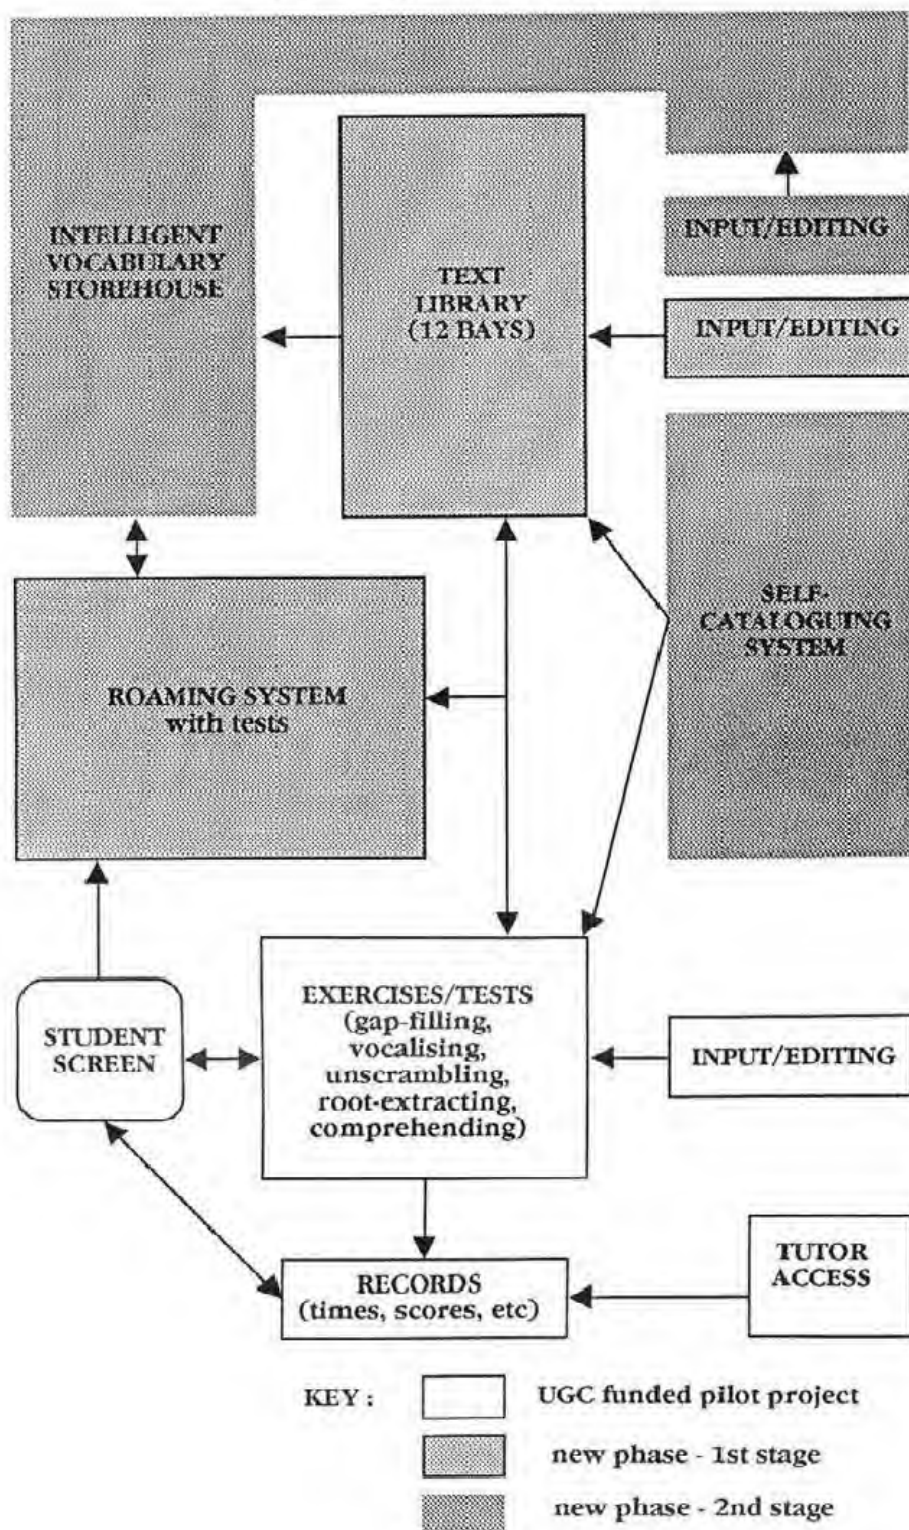 INPUT/EDITING
INTELLIGENT
VOCABULARY
STOREHOUSE
TEXT
LIBRARY
(12 BAYS)
INPUT/EDITING
SELF-
CATALOGUING
SYSTEM
ROAMING SYSTEM
with tests
STUDENT
SCREEN
EXERCISES/TESTS
(gap-filling,
vocalising,
unscrambling,
root-extracting,
comprehending)
INPUT/EDITING
RECORDS
(times, scores, etc)
TUTOR
ACCESS
KEY :
UGC funded pilot project
new phase - 1st stage
new phase - 2nd stage